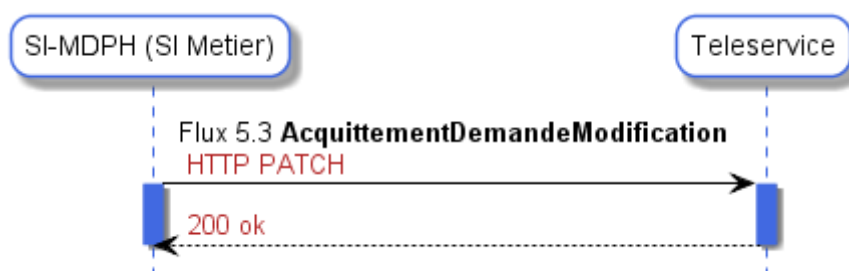 SI-MDPH (SI Metier)
Teleservice
Flux 5.3 AcquittementDemandeModification
HTTP PATCH
200 ok